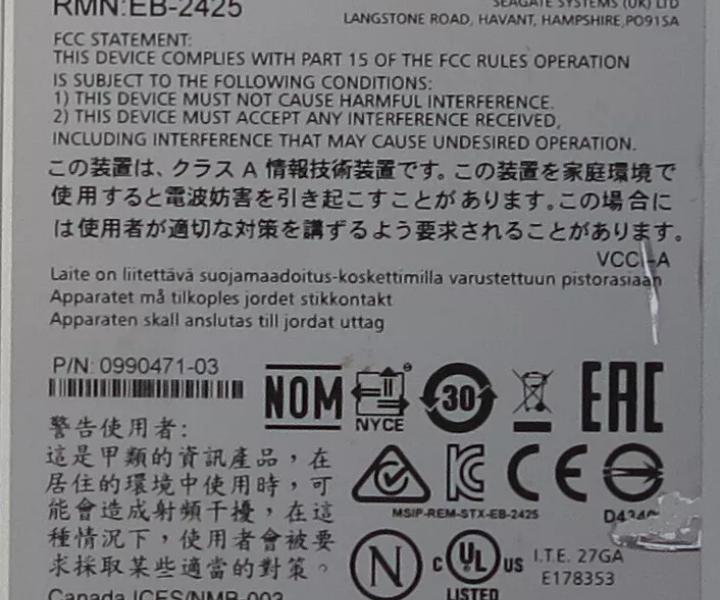 RMN:EB-2425
SEAGATE SYSTEMS (UK) LTD
LANGSTONE ROAD, HAVANT, HAMPSHIRE,PO91SA
FCC STATEMENT:
THIS DEVICE COMPLIES WITH PART 15 OF THE FCC RULES OPERATION
IS SUBJECT TO THE FOLLOWING CONDITIONS:
1) THIS DEVICE MUST NOT CAUSE HARMFUL INTERFERENCE.
2) THIS DEVICE MUST ACCEPT ANY INTERFERENCE RECEIVED,
INCLUDING INTERFERENCE THAT MAY CAUSE UNDESIRED OPERATION.
この装置は、クラス A 情報技術装置です。この装置を家庭環境で
使用すると電波妨害を引き起こすことがあります。この場合に
は使用者が適切な対策を講ずるよう要求されることがあります。
VCCI-A
Laite on liitettävä suojamaadoitus-koskettimilla varustettuun pistorasiaan
Apparatet må tilkoples jordet stikkontakt
Apparaten skall anslutas till jordat uttag
P/N: 0990471-03
NOM
NYCE
30
EAC
警告使用者:
這是甲類的資訊產品，在
居住的環境中使用時，可
能會造成射頻干擾，在這
種情況下，使用者會被要
求採取某些適當的對策。
CE
MSIP-REM-STX-EB-2425
N
C UL US
LISTED
I.T.E. 27GA
E178353
Canada ICES/NMB-003